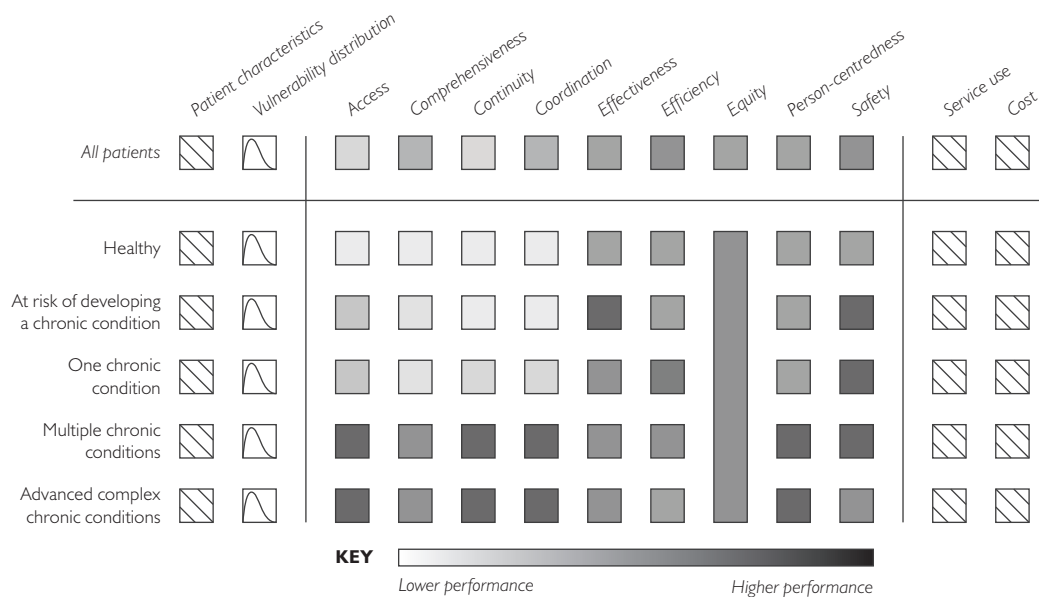 Patient characteristics
Vulnerability distribution
Access
Comprehensiveness
Continuity
Coordination
Effectiveness
Efficiency
Equity
Person-centredness
Safety
Service use
Cost
All patients
Healthy
At risk of developing
a chronic condition
One chronic
condition
Multiple chronic
conditions
Advanced complex
chronic conditions
KEY
Lower performance
Higher performance